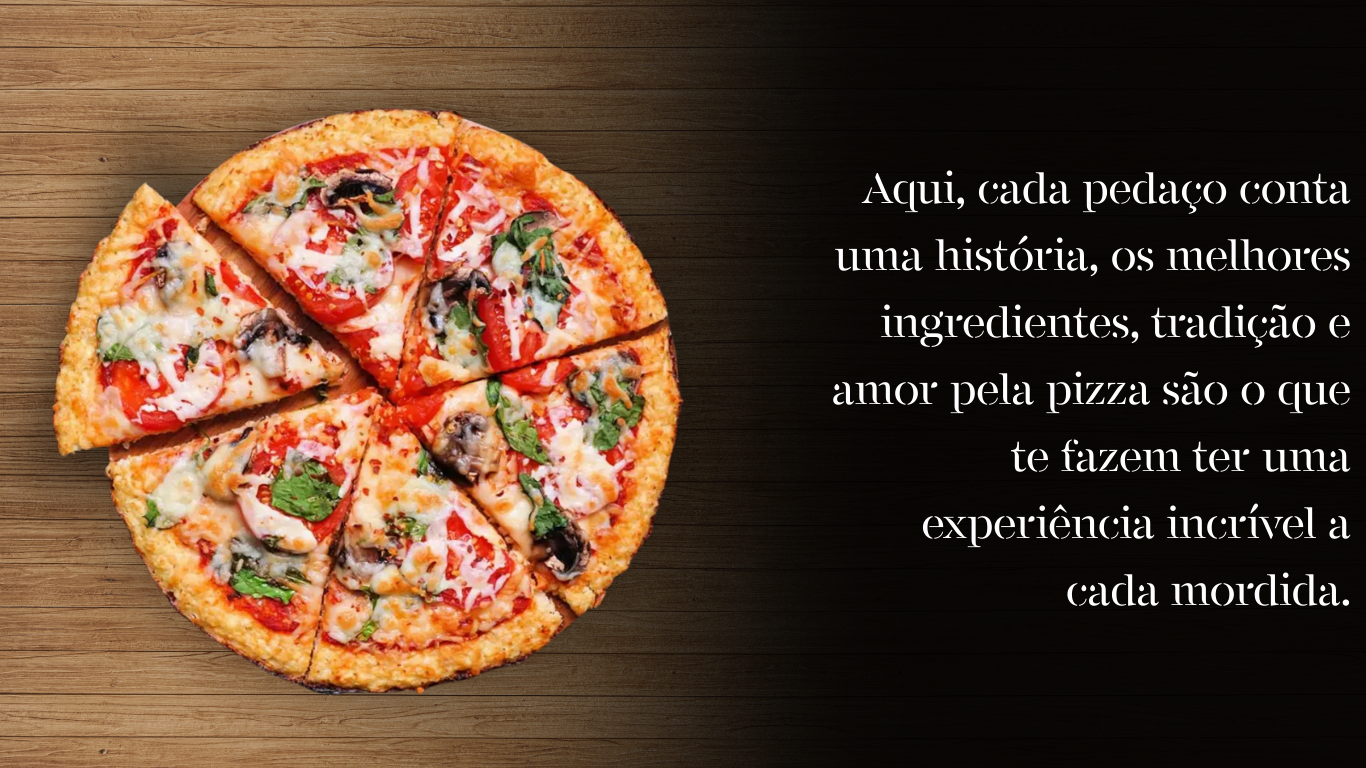 Aqui, cada pedaço conta
uma história, os melhores
ingredientes, tradição e
amor pela pizza são o que
te fazem ter uma
experiência incrível a
cada mordida.